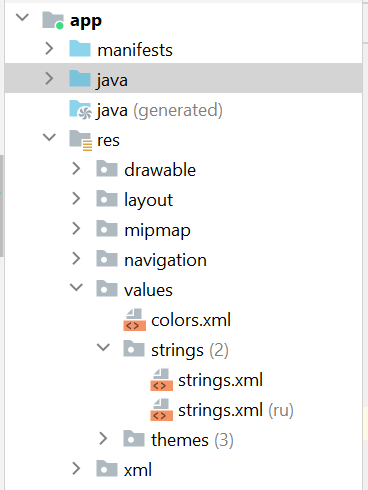 app
manifests
java
java (generated)
res
drawable
layout
mipmap
navigation
values
colors.xml
strings (2)
strings.xml
strings.xml (ru)
themes (3)
xml